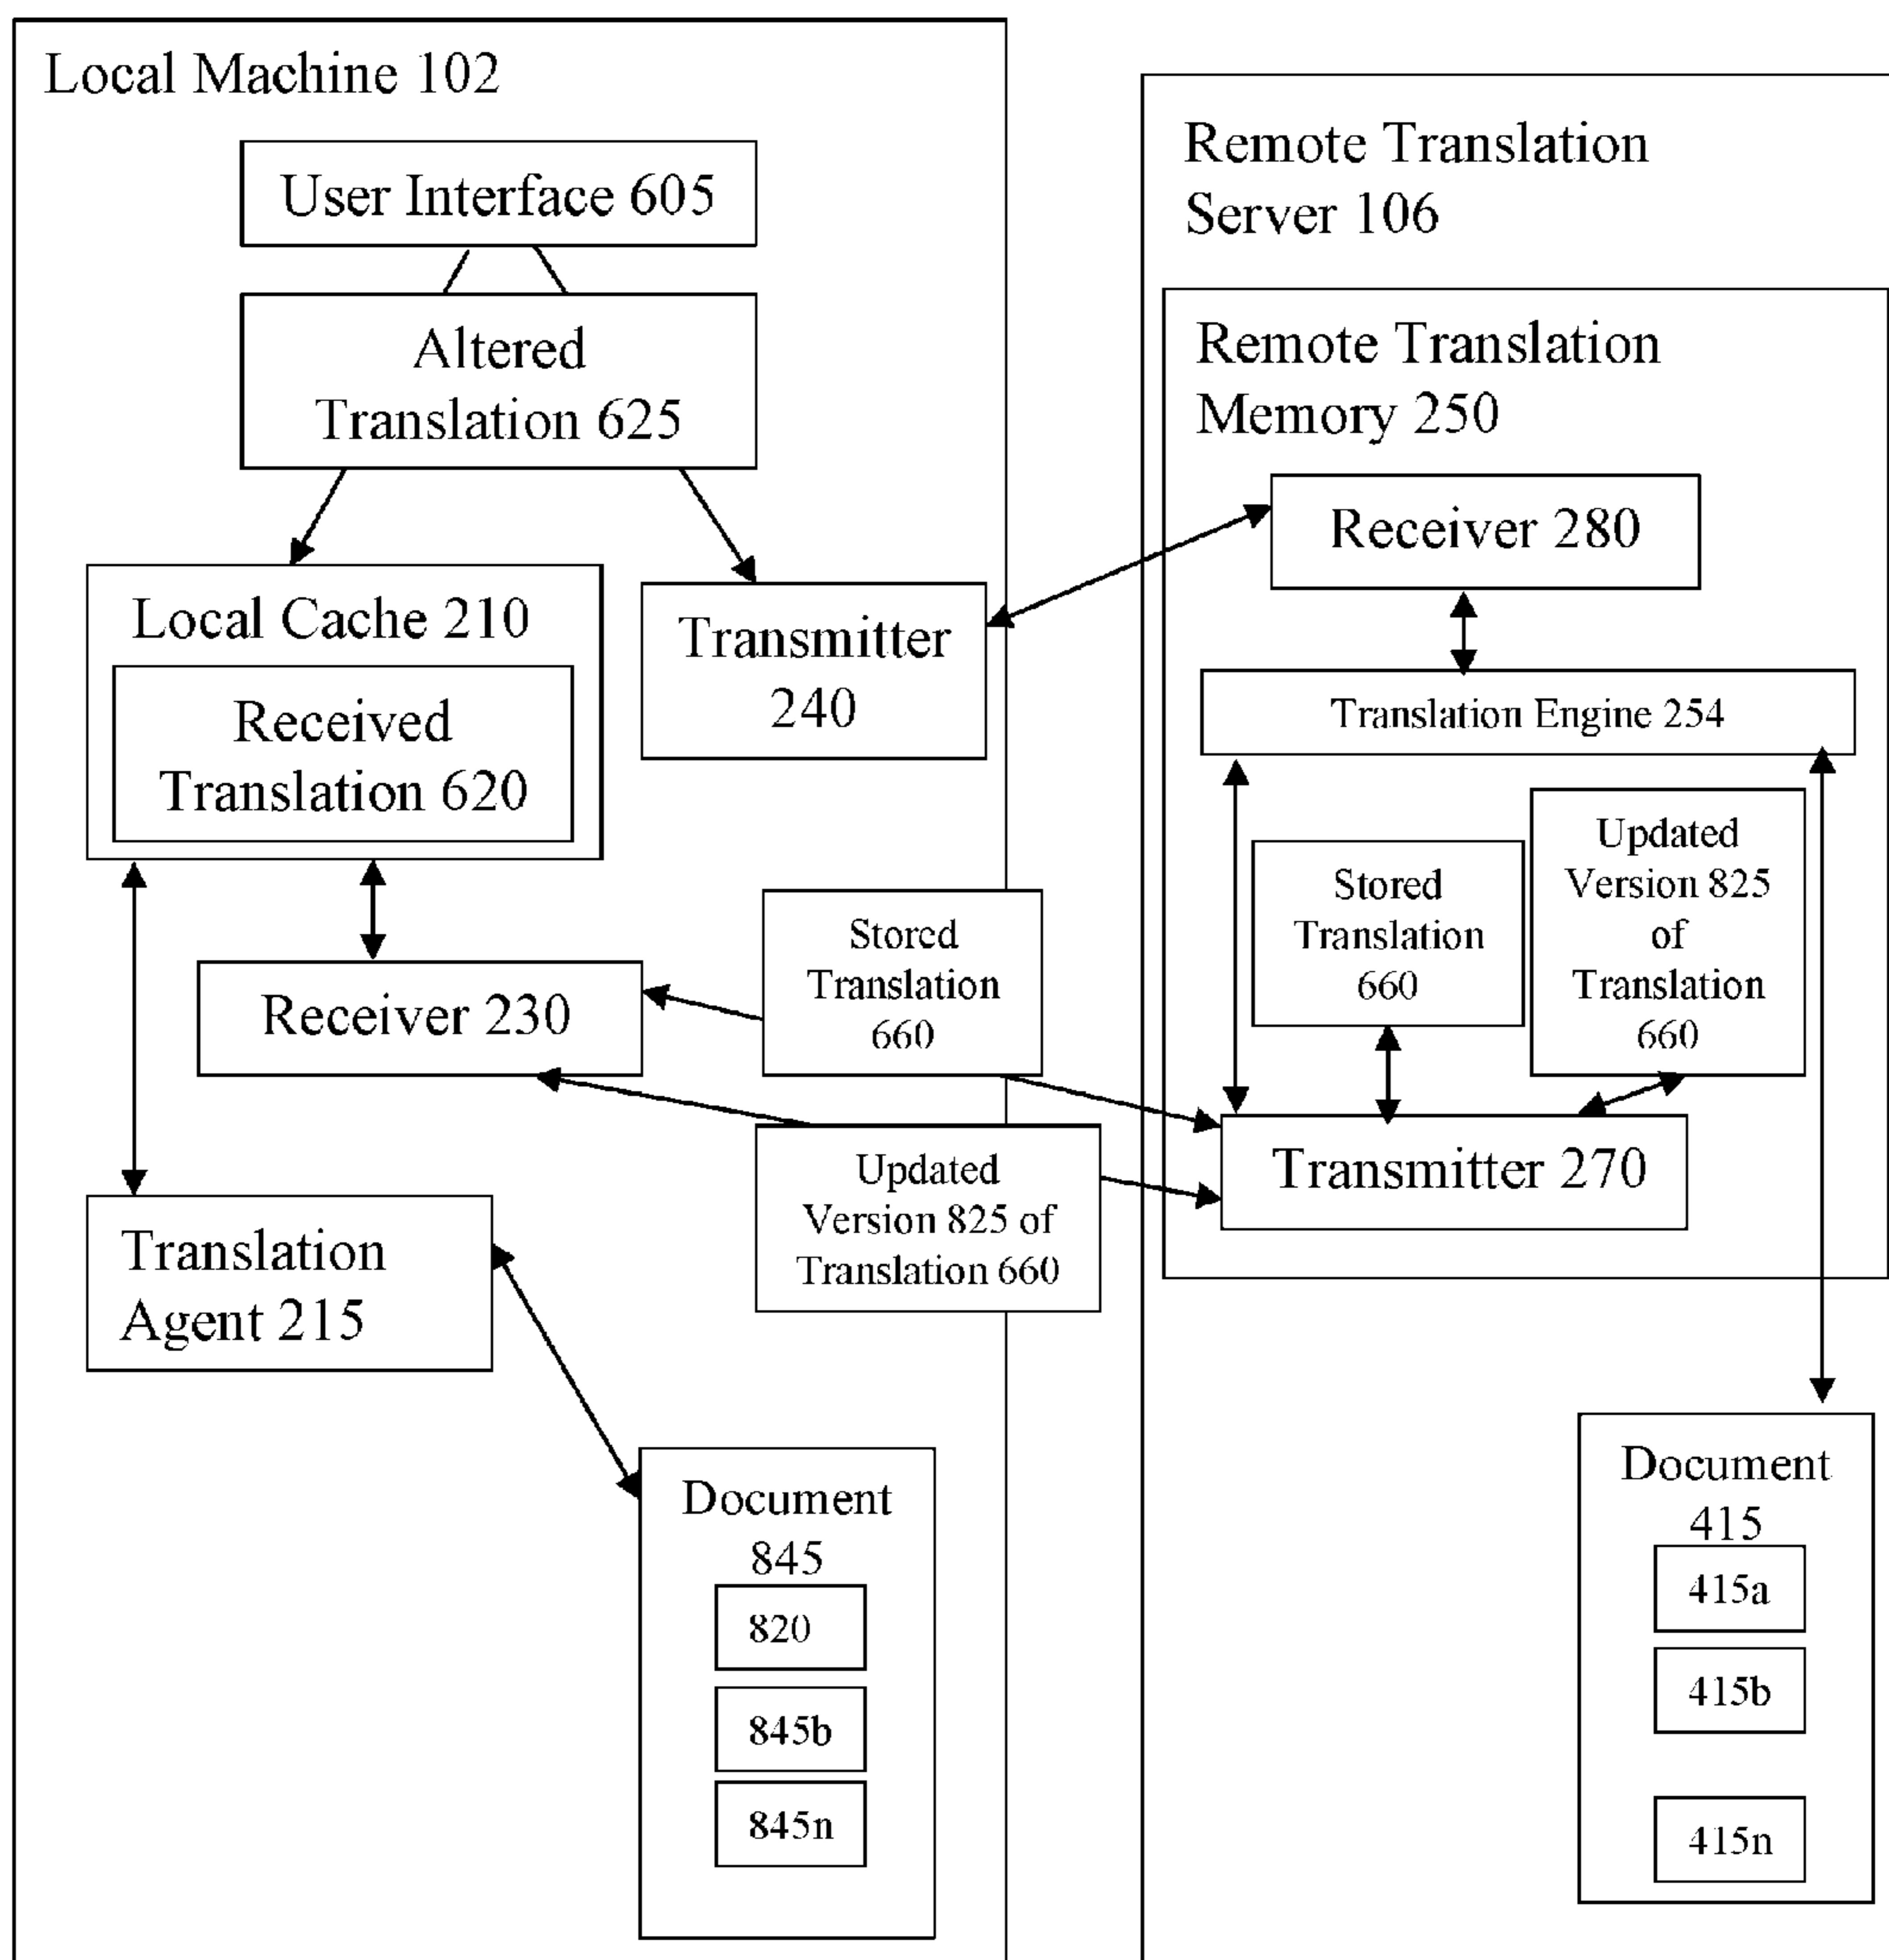 Local Machine 102
User Interface 605
Altered
Translation 625
Local Cache 210
Received
Translation 620
Transmitter
240
Receiver 230
Stored
Translation
660
Updated
Version 825 of
Translation 660
Translation
Agent 215
Document
845
820
845b
845n
Remote Translation
Server 106
Remote Translation
Memory 250
Receiver 280
Translation Engine 254
Stored
Translation
660
Updated
Version 825
of
Translation
660
Transmitter 270
Document
415
415a
415b
415n